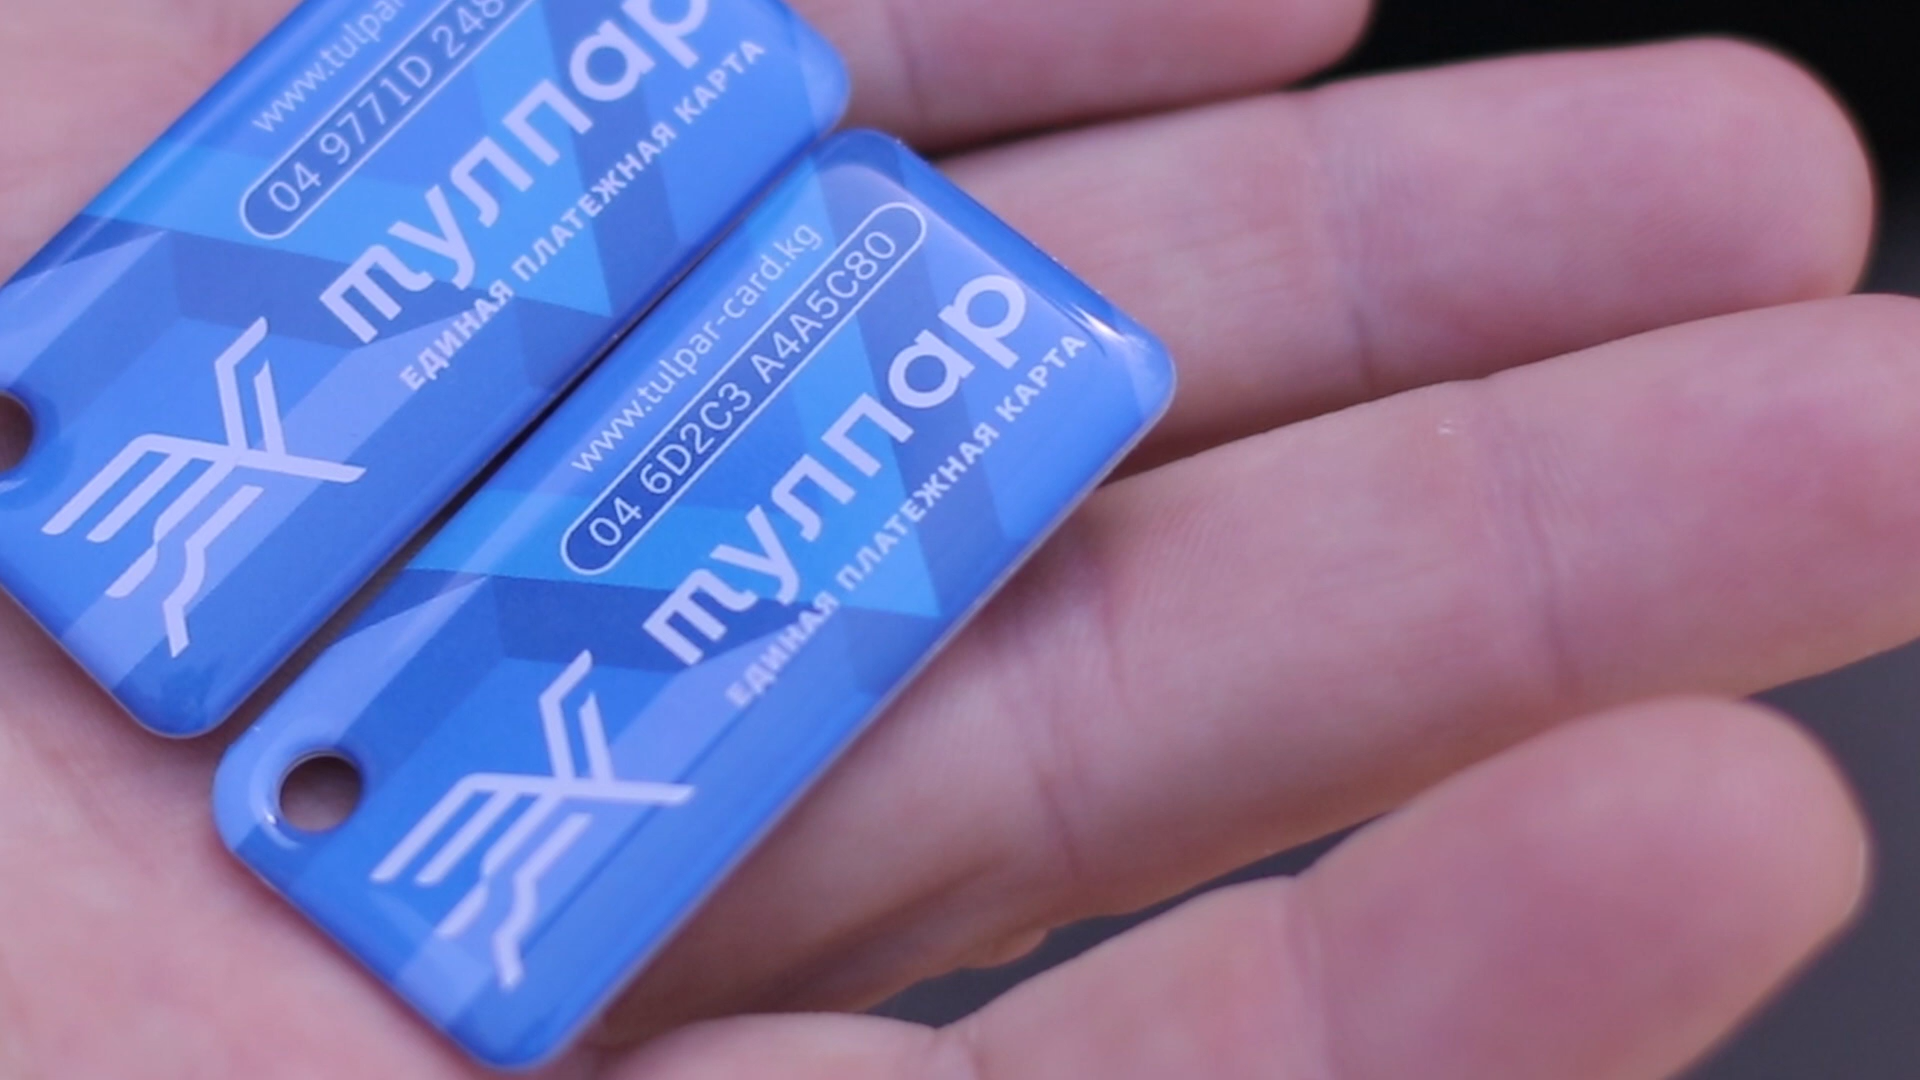 www.tulpar
04 9771D 248
тулпар
ЕДИНАЯ ПЛАТЕЖНАЯ КАРТА
www.tulpar-card.kg
04 6D2C3 A4A5C80
тулпар
ЕДИНАЯ ПЛАТЕЖНАЯ КАРТА